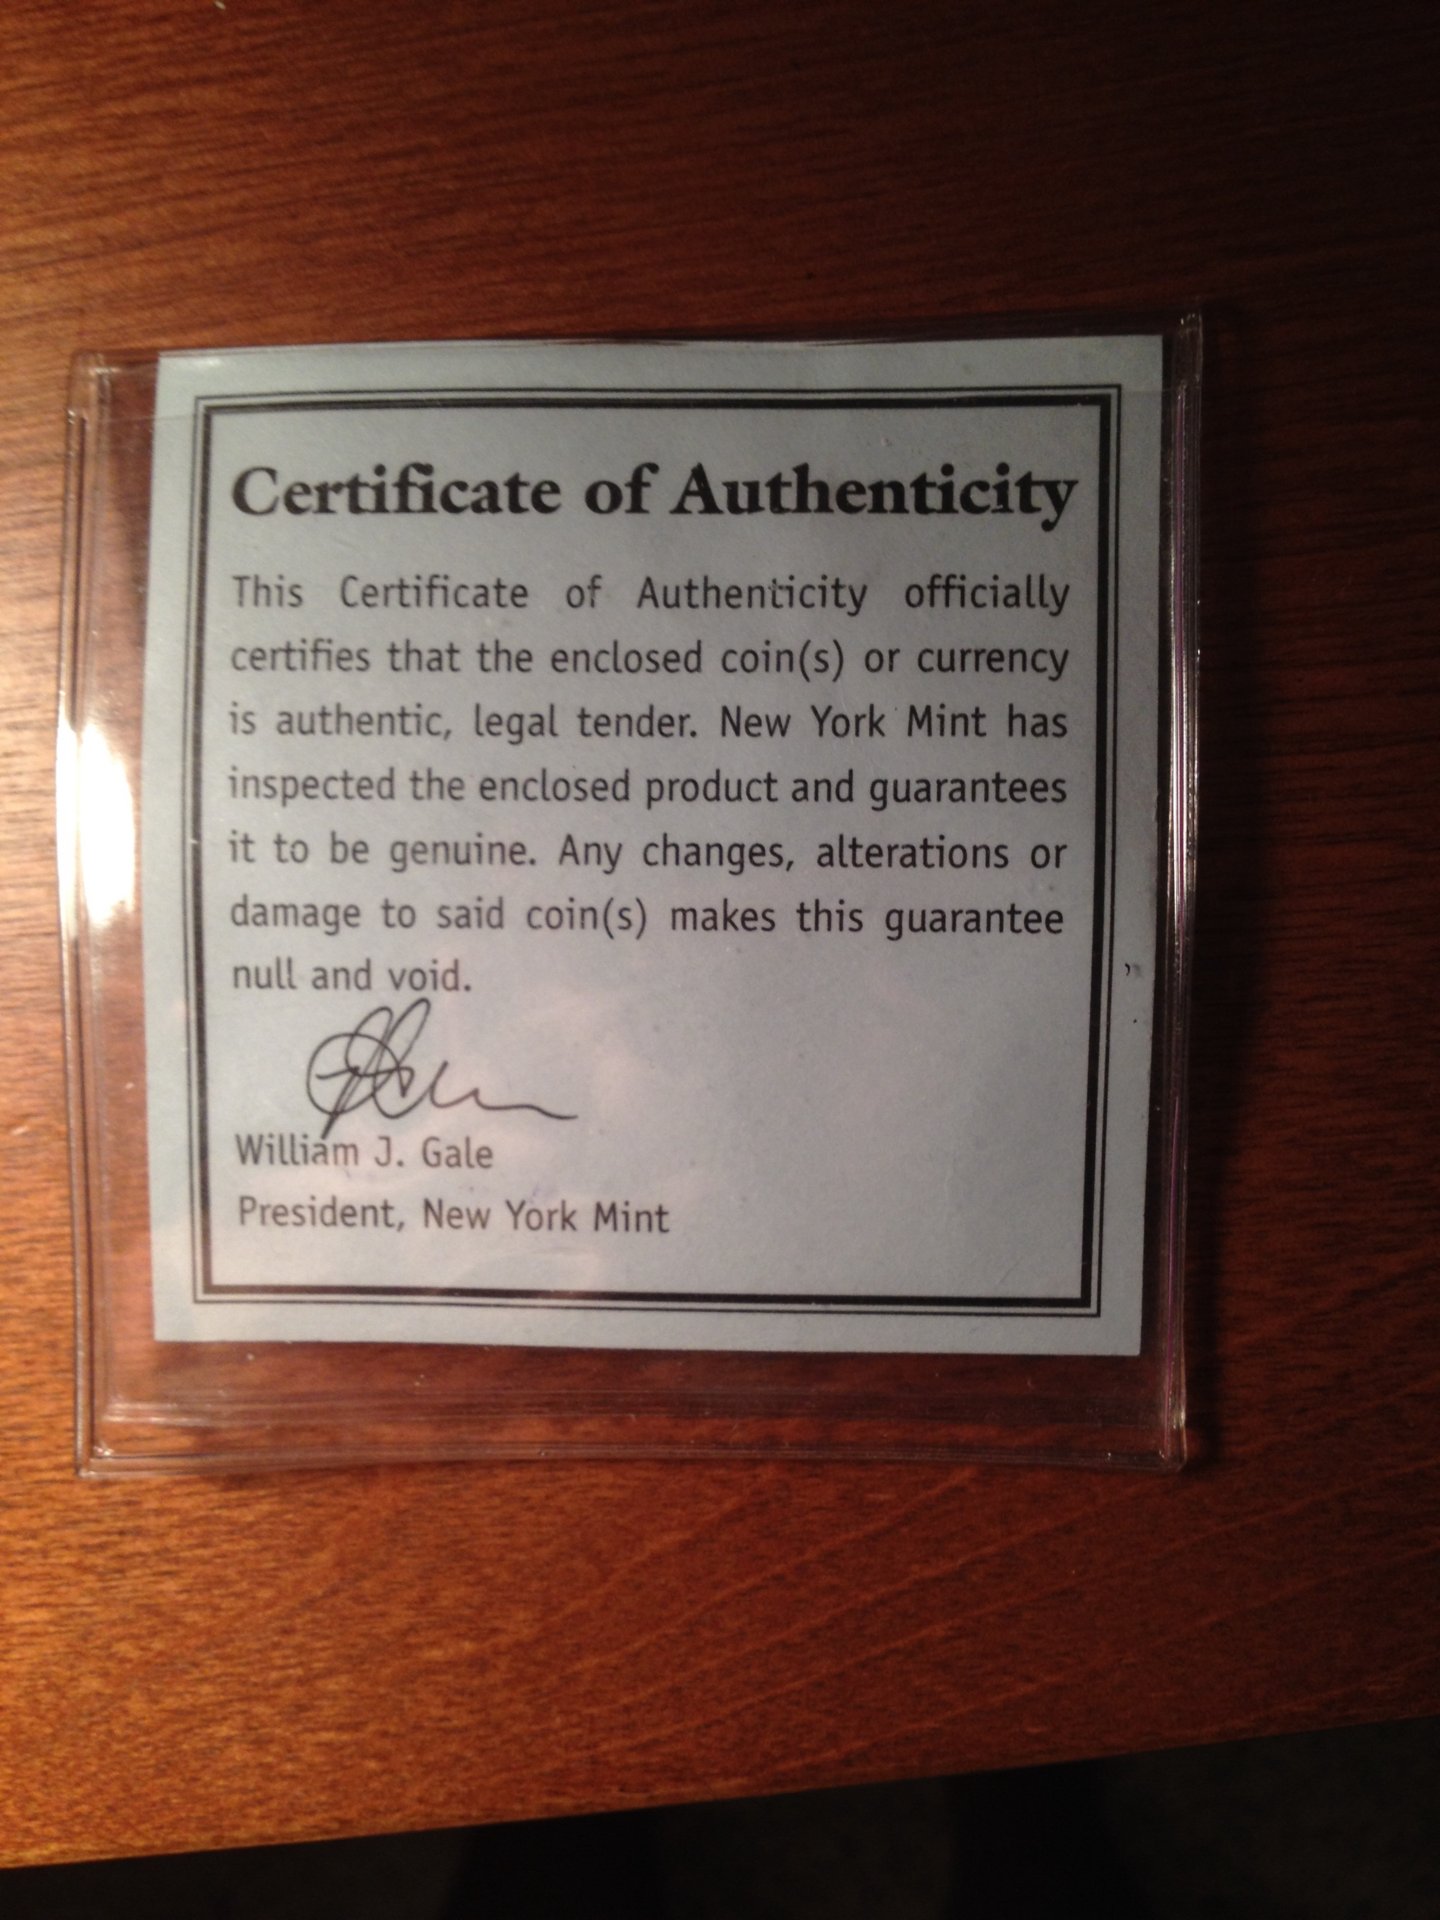 Certificate of Authenticity
This Certificate of Authenticity officially
certifies that the enclosed coin(s) or currency
is authentic, legal tender. New York Mint has
inspected the enclosed product and guarantees
it to be genuine. Any changes, alterations or
damage to said coin(s) makes this guarantee
null and void.
William J. Gale
President, New York Mint